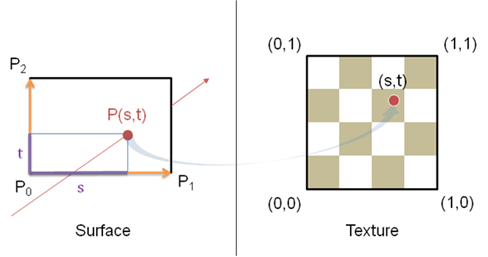 P2
P(s,t)
t
P0
s
P1
Surface
(0,1)
(1,1)
(s,t)
(0,0)
(1,0)
Texture